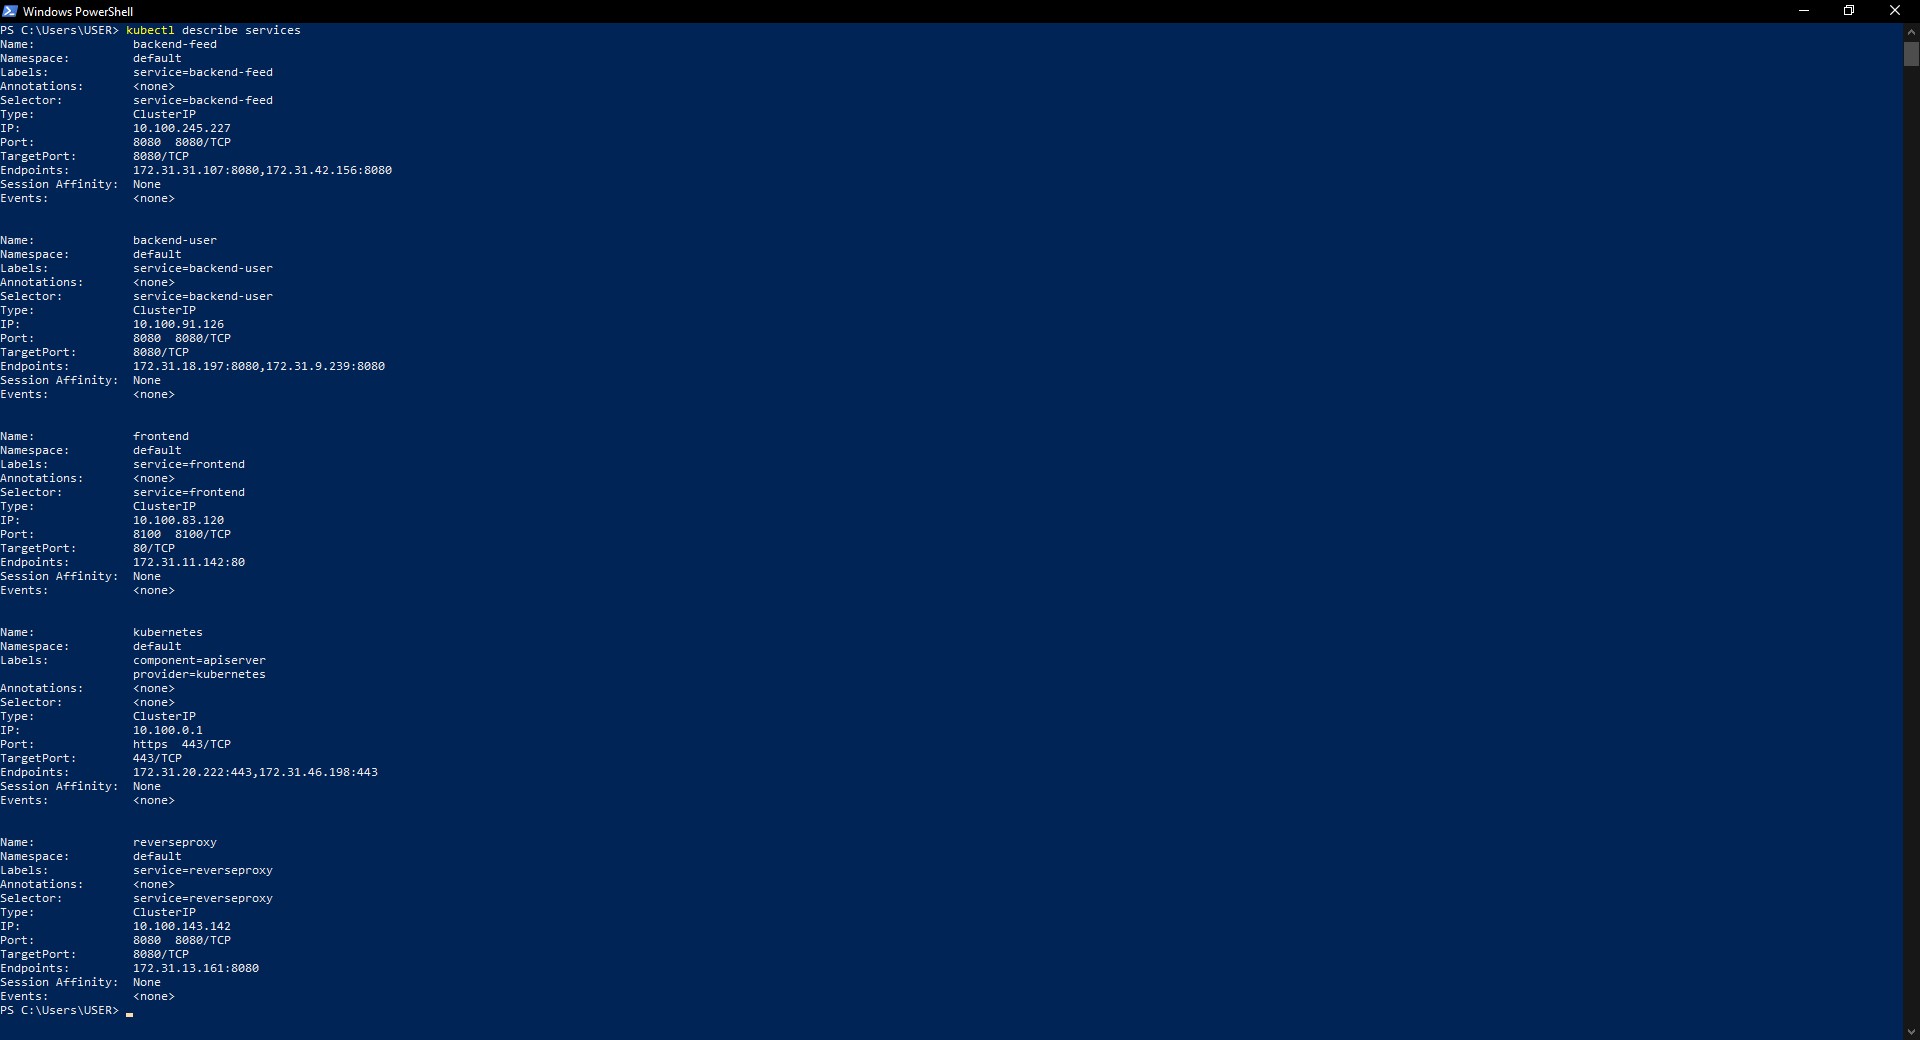 Windows PowerShell
PS C:\Users\USER> kubectl describe services
Name:              backend-feed
Namespace:         default
Labels:            service=backend-feed
Annotations:       <none>
Selector:          service=backend-feed
Type:              ClusterIP
IP:                10.100.245.227
Port:              8080  8080/TCP
TargetPort:        8080/TCP
Endpoints:         172.31.31.107:8080,172.31.42.156:8080
Session Affinity:  None
Events:            <none>
Name:              backend-user
Namespace:         default
Labels:            service=backend-user
Annotations:       <none>
Selector:          service=backend-user
Type:              ClusterIP
IP:                10.100.91.126
Port:              8080  8080/TCP
TargetPort:        8080/TCP
Endpoints:         172.31.18.197:8080,172.31.9.239:8080
Session Affinity:  None
Events:            <none>
Name:              frontend
Namespace:         default
Labels:            service=frontend
Annotations:       <none>
Selector:          service=frontend
Type:              ClusterIP
IP:                10.100.83.120
Port:              8100  8100/TCP
TargetPort:        80/TCP
Endpoints:         172.31.11.142:80
Session Affinity:  None
Events:            <none>
Name:              kubernetes
Namespace:         default
Labels:            component=apiserver
                   provider=kubernetes
Annotations:       <none>
Selector:          <none>
Type:              ClusterIP
IP:                10.100.0.1
Port:              https  443/TCP
TargetPort:        443/TCP
Endpoints:         172.31.20.222:443,172.31.46.198:443
Session Affinity:  None
Events:            <none>
Name:              reverseproxy
Namespace:         default
Labels:            service=reverseproxy
Annotations:       <none>
Selector:          service=reverseproxy
Type:              ClusterIP
IP:                10.100.143.142
Port:              8080  8080/TCP
TargetPort:        8080/TCP
Endpoints:         172.31.13.161:8080
Session Affinity:  None
Events:            <none>
PS C:\Users\USER>